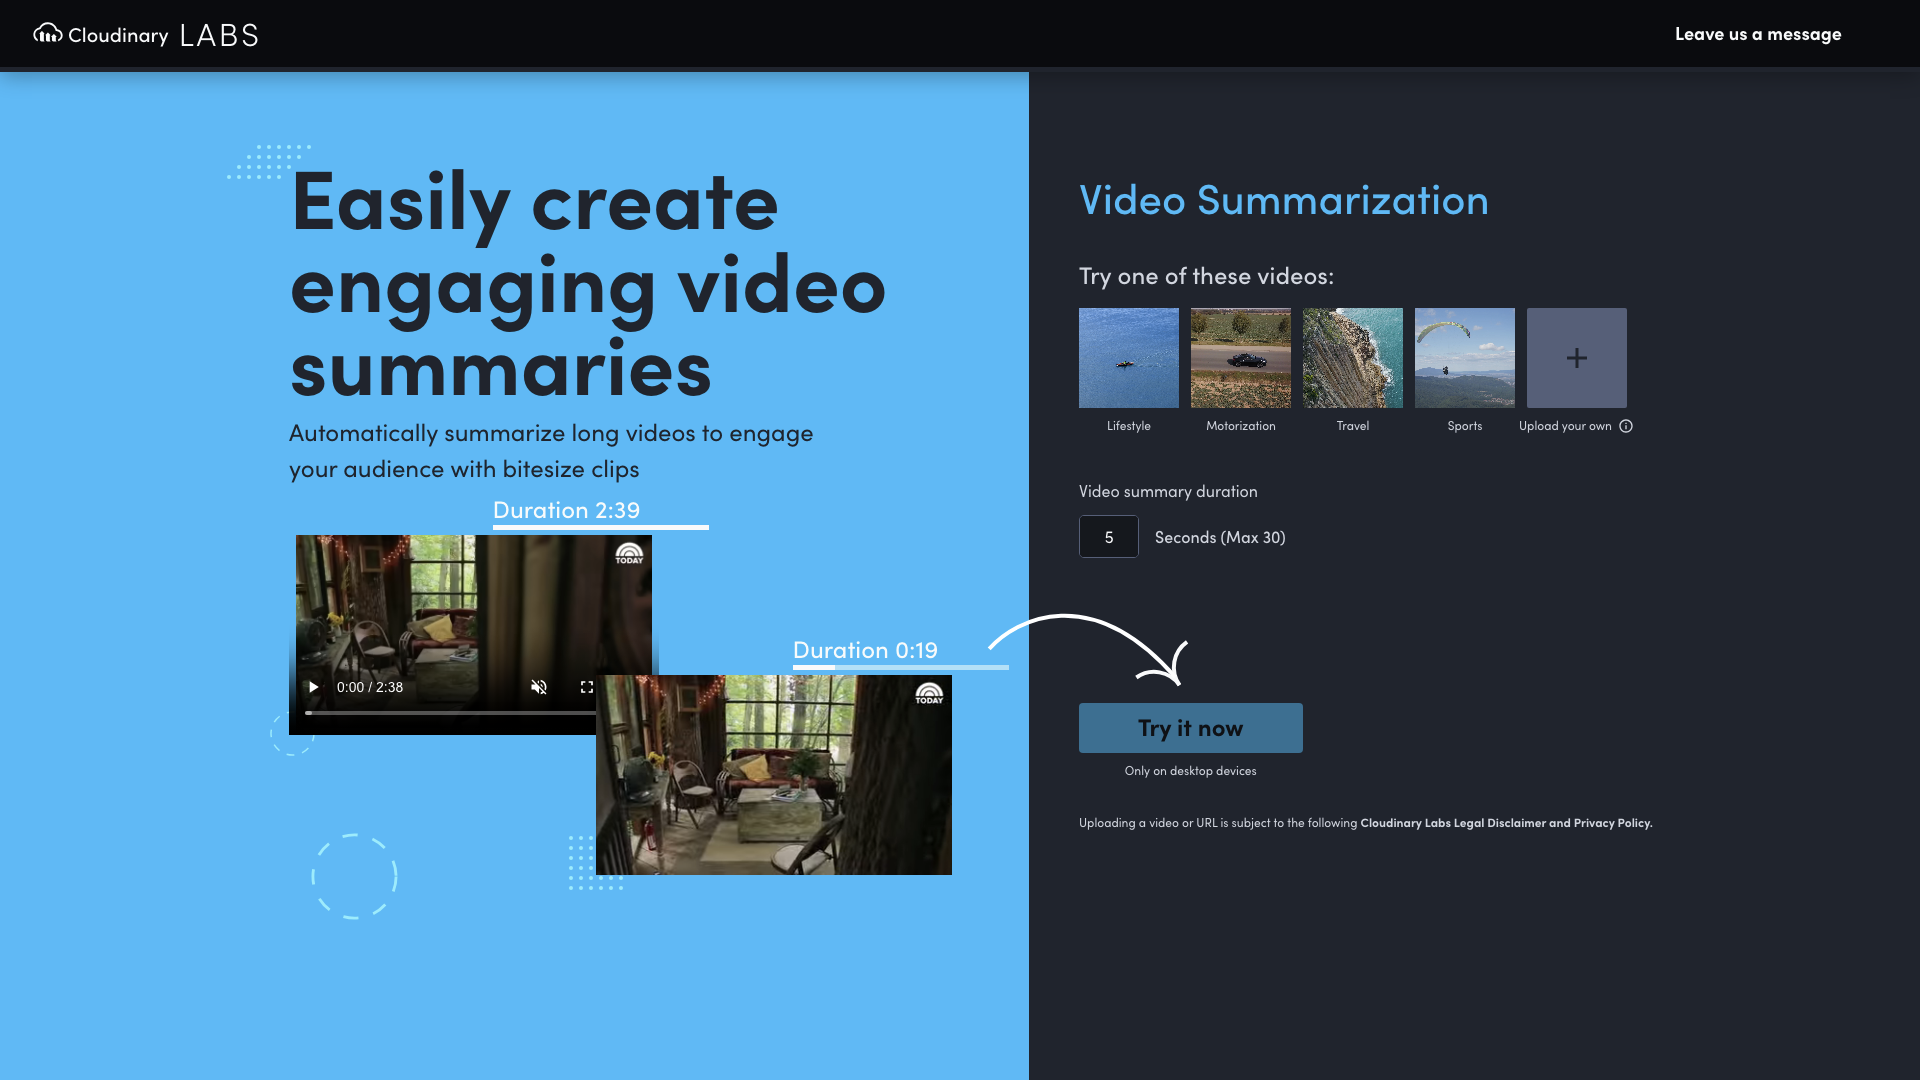 Cloudinary LABS
Leave us a message
Easily create
engaging video
summaries
Automatically summarize long videos to engage
your audience with bitesize clips
Duration 2:39
TODAY
0:00 / 2:38
Duration 0:19
TODAY
Video Summarization
Try one of these videos:
Lifestyle
Motorization
Travel
Sports
Upload your own
Video summary duration
5
Seconds (Max 30)
Try it now
Only on desktop devices
Uploading a video or URL is subject to the following Cloudinary Labs Legal Disclaimer and Privacy Policy.